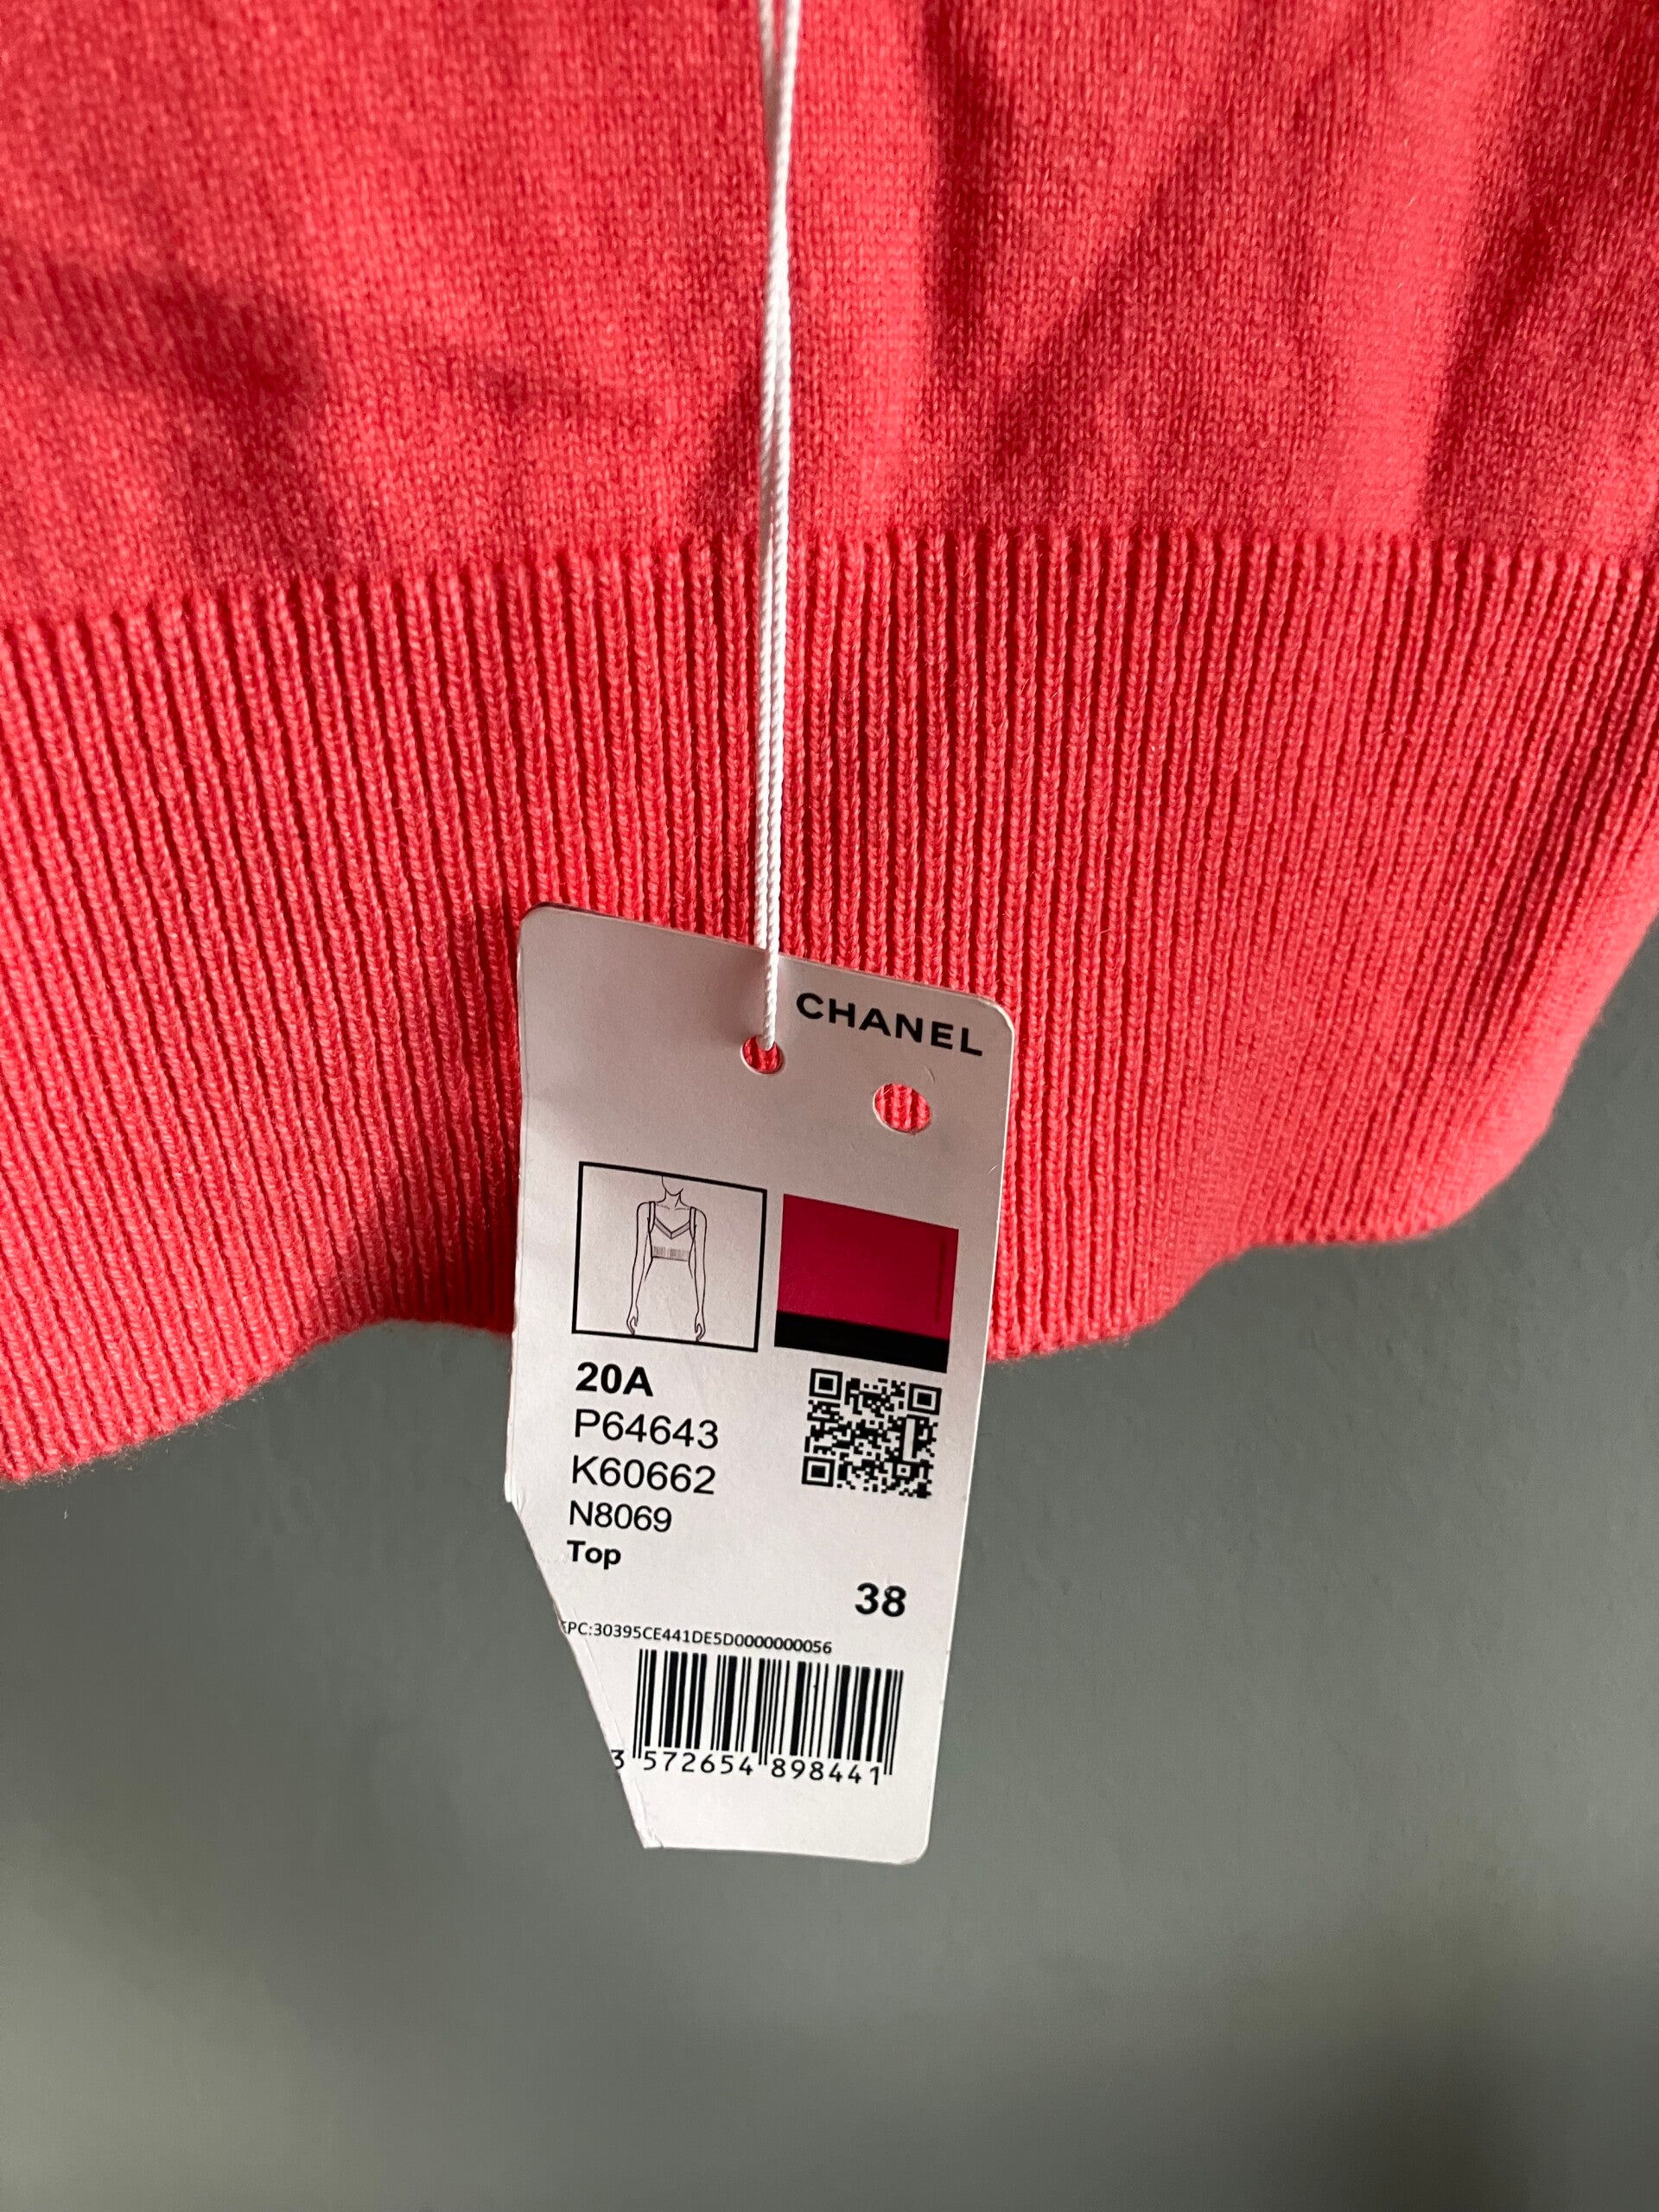 CHANEL
20A
P64643
K60662
N8069
Top
38
EPC:30395CE441DE5D0000000056
3 572654 898441